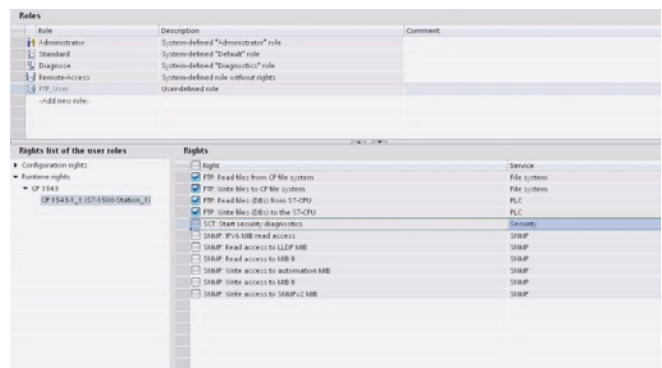 Roles
Role Description Comment
Administrator System-defined "Administrator" role
Standard System-defined "Default" role
Diagnose System-defined "Diagnostics" role
Remote-Access System-defined role without rights
FTP_User User-defined role
<Add new role>
Rights list of the user roles
Configuration rights
Runtime rights
CP 1543
CP 1543-1_1 (S7-1500-Station_1)
Rights
Right Service
FTP: Read files from CP file system File system
FTP: Write files to CP file system File system
FTP: Read files (DBs) from S7-CPU PLC
FTP: Write files (DBs) to the S7-CPU PLC
SCT: Start security diagnostics Security
SNMP: IPv6 MIB read access SNMP
SNMP: Read access to LLDP MIB SNMP
SNMP: Read access to MIB II SNMP
SNMP: Write access to automation MIB SNMP
SNMP: Write access to MIB II SNMP
SNMP: Write access to SNMPv2 MIB SNMP